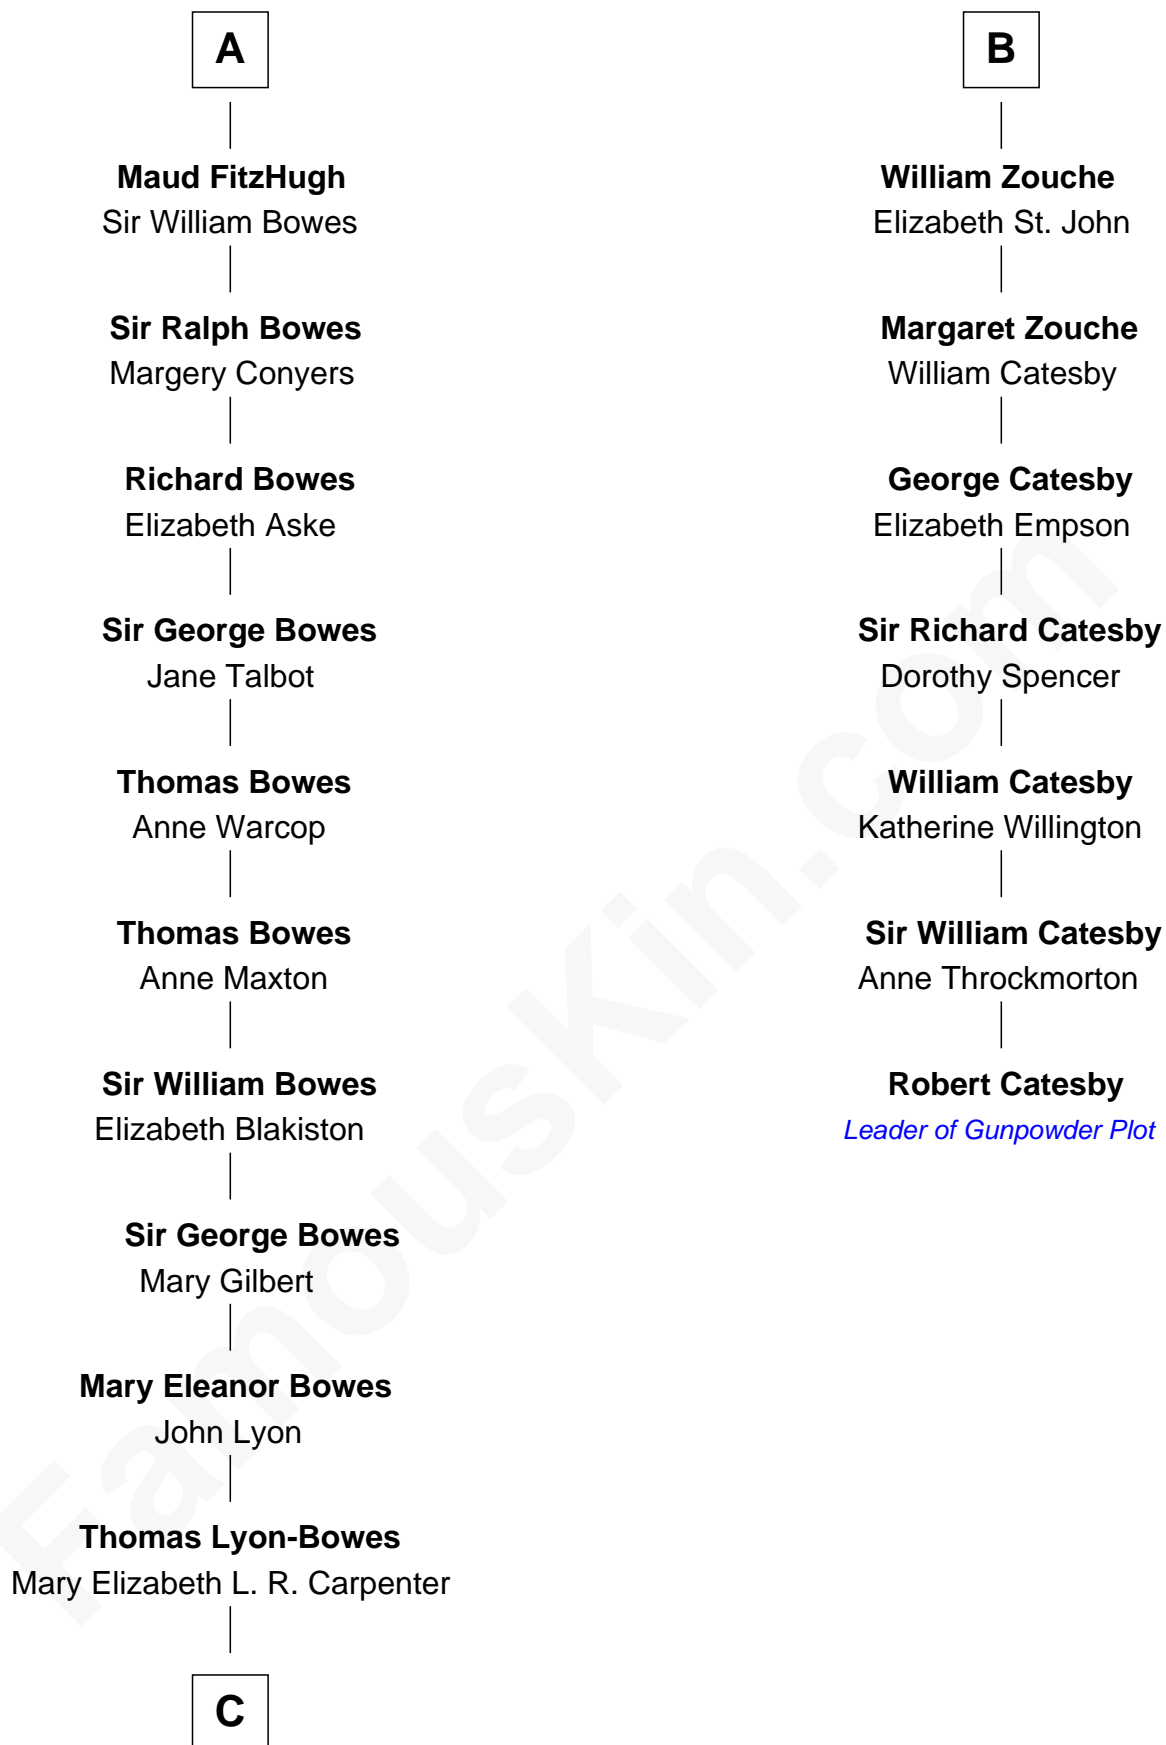 A
Maud FitzHugh
Sir William Bowes
Sir Ralph Bowes
Margery Conyers
Richard Bowes
Elizabeth Aske
Sir George Bowes
Jane Talbot
Thomas Bowes
Anne Warcop
Thomas Bowes
Anne Maxton
Sir William Bowes
Elizabeth Blakiston
Sir George Bowes
Mary Gilbert
Mary Eleanor Bowes
John Lyon
Thomas Lyon-Bowes
Mary Elizabeth L. R. Carpenter
C
B
William Zouche
Elizabeth St. John
Margaret Zouche
William Catesby
George Catesby
Elizabeth Empson
Sir Richard Catesby
Dorothy Spencer
William Catesby
Katherine Willington
Sir William Catesby
Anne Throckmorton
Robert Catesby
Leader of Gunpowder Plot
FamousKin.com